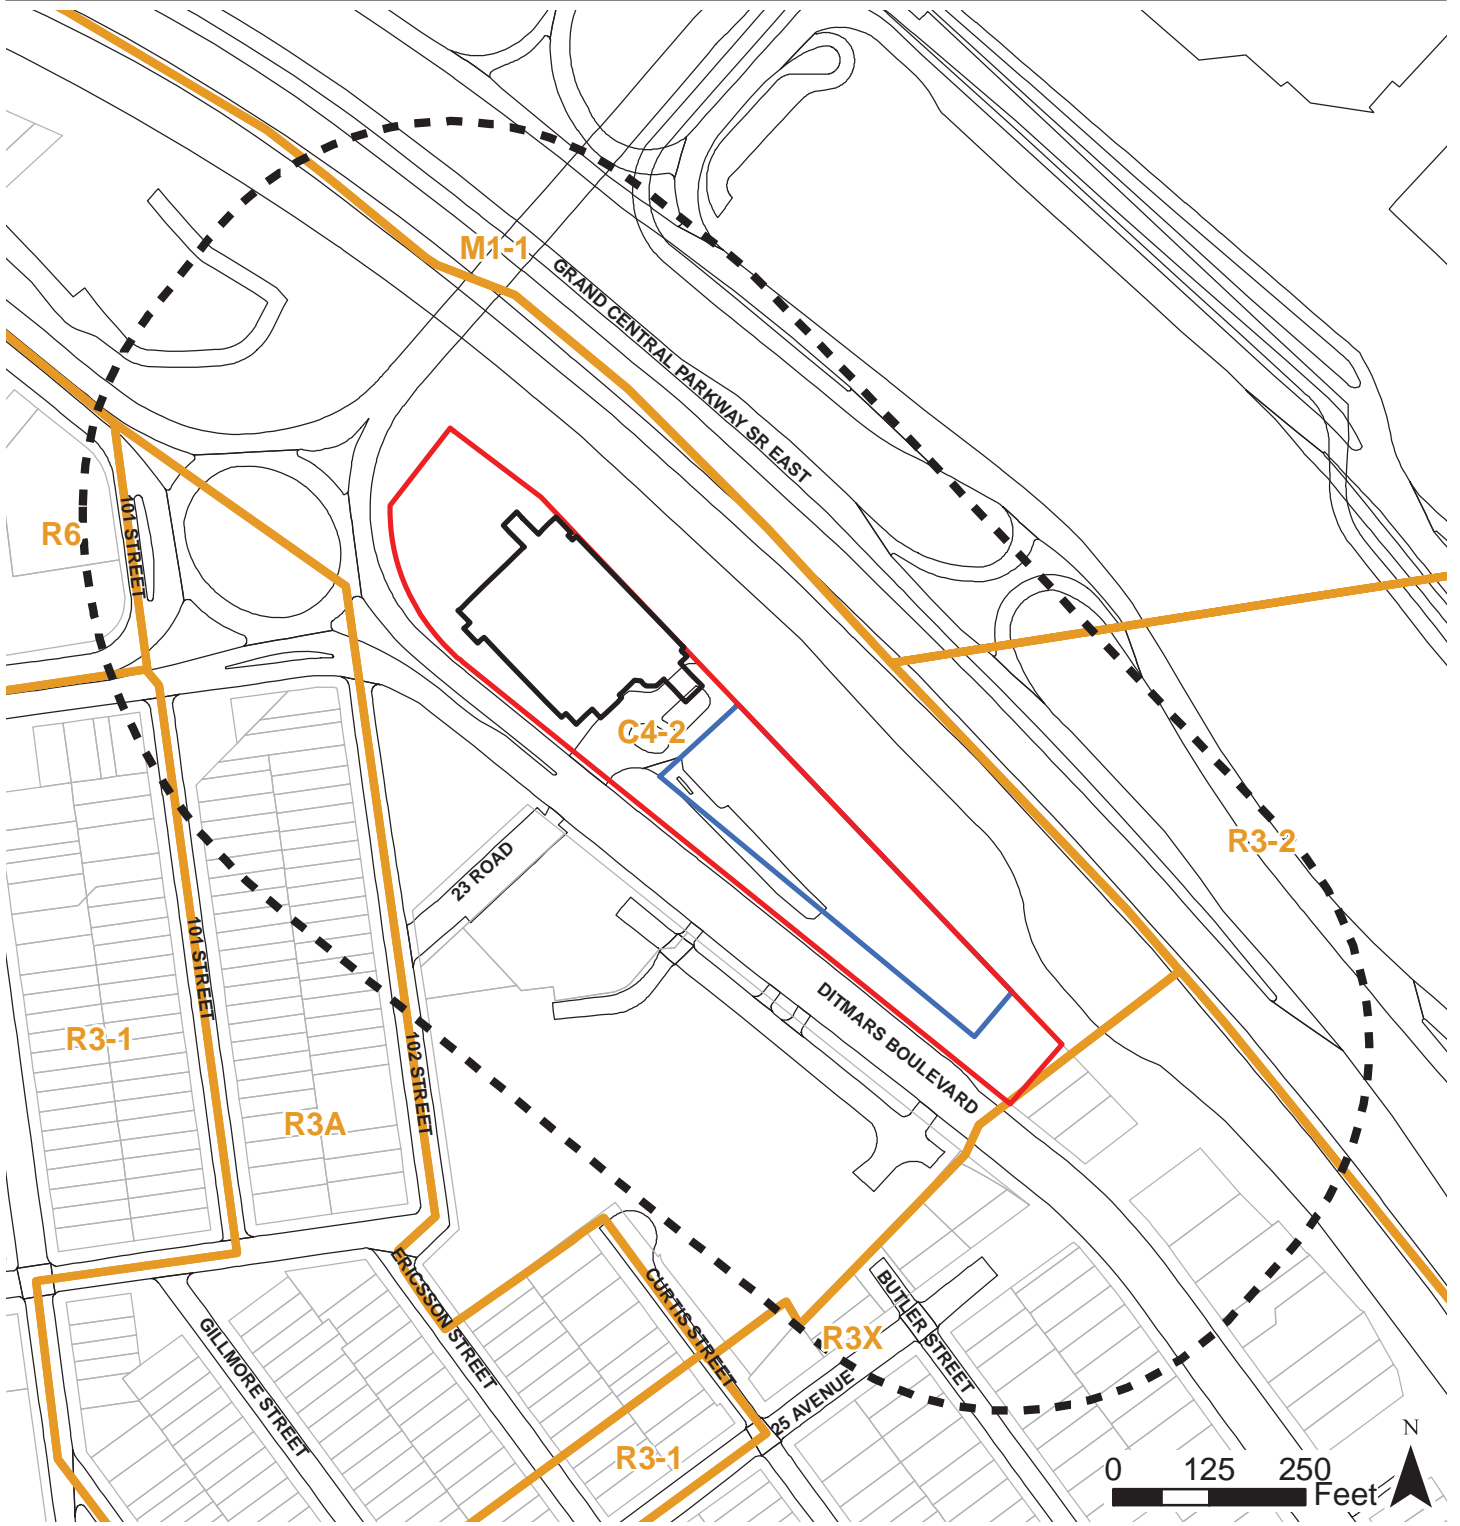 M1-1
GRAND CENTRAL PARKWAY SR EAST
R6
101 STREET
C4-2
R3-2
23 ROAD
101 STREET
DITMARS BOULEVARD
R3-1
102 STREET
R3A
ERICSSON STREET
CURTIS STREET
BUTLER STREET
GILLMORE STREET
R3X
25 AVENUE
R3-1
N
0 125 250
Feet